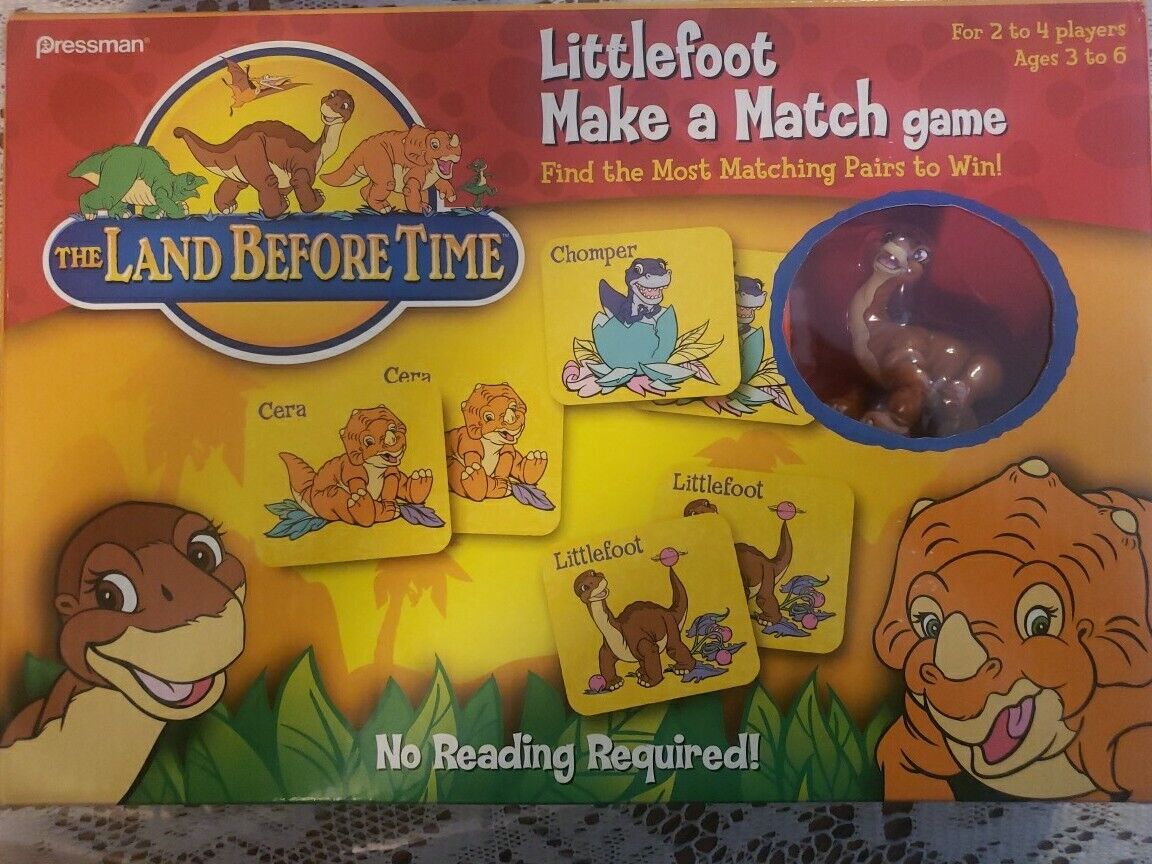 Pressman®
Littlefoot
Make a Match game
Find the Most Matching Pairs to Win!
For 2 to 4 players
Ages 3 to 6
THE LAND BEFORE TIME™
Chomper
Cera
Cera
Littlefoot
Littlefoot
No Reading Required!